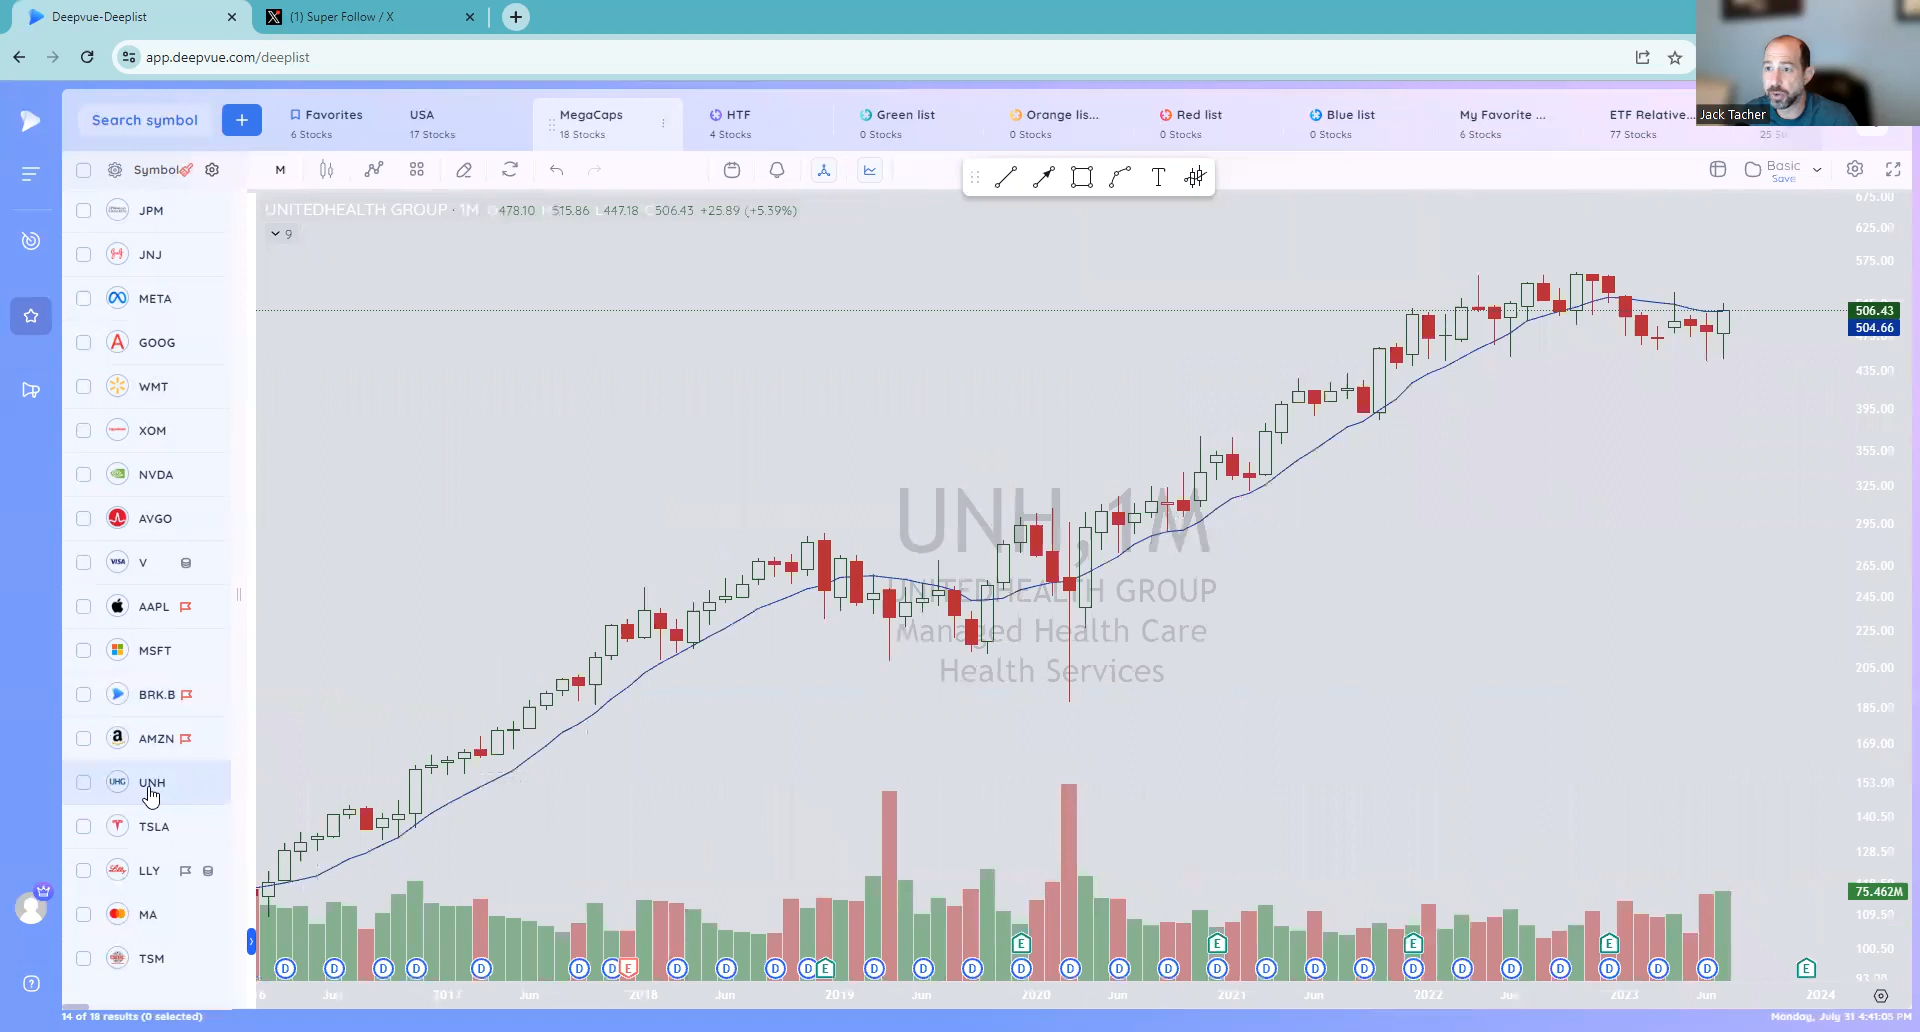 Deepvue-Deeplist
(1) Super Follow / X
app.deepvue.com/deeplist
Jack Tacher
Search symbol
Favorites
6 Stocks
USA
17 Stocks
MegaCaps
18 Stocks
HTF
4 Stocks
Green list
0 Stocks
Orange lis...
0 Stocks
Red list
0 Stocks
Blue list
0 Stocks
My Favorite ...
6 Stocks
ETF Relative...
77 Stocks
Symbol
M
T
Basic
Save
JPM
JNJ
META
GOOG
WMT
XOM
NVDA
AVGO
VISA V
AAPL
MSFT
BRK.B
AMZN
UHG UNH
TSLA
LLY
MA
TSM
14 of 18 results (0 selected)
UNITEDHEALTH GROUP · 1M 478.10 515.86 L447.18 506.43 +25.89 (+5.39%)
9
UNH, 1M
UNITEDHEALTH GROUP
Managed Health Care
Health Services
675.00
625.00
575.00
506.43
504.66
435.00
395.00
355.00
325.00
295.00
265.00
245.00
225.00
205.00
185.00
169.00
153.00
140.50
128.50
75.462M
109.50
100.50
E E E E
D D D D D D D E D D D D E D D D D D D D D D D D D D D D D D D E
2017 Jun 2018 Jun 2019 Jun 2020 Jun 2021 Jun 2022 2023 Jun 2024
Monday, July 31 4:41:05 PM